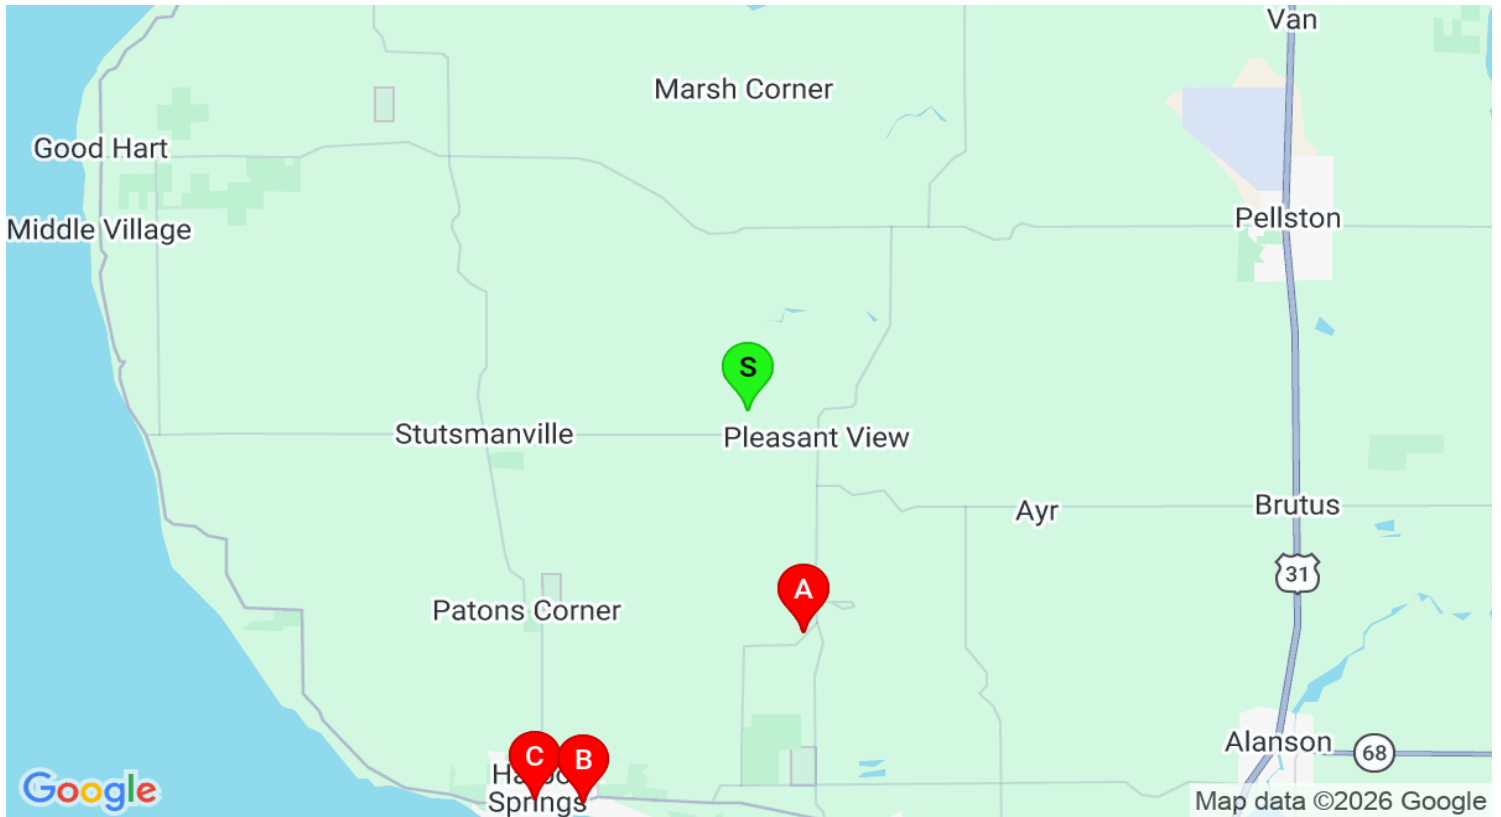 Van
Marsh Corner
Good Hart
Pellston
Middle Village
S
Stutsmanville
Pleasant View
Ayr
Brutus
31
A
Patons Corner
Alanson
68
C
B
Springs
Google
Map data ©2026 Google